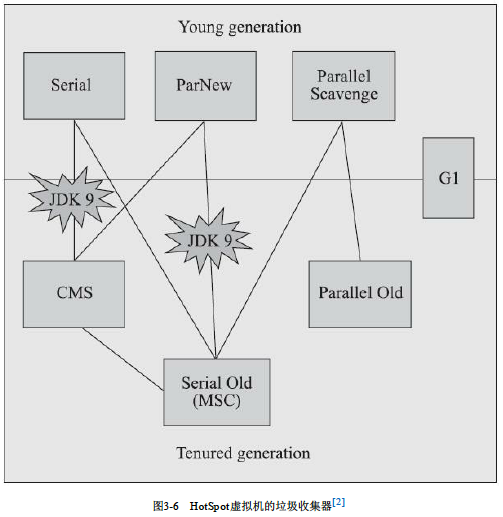 Young generation
Serial
ParNew
Parallel
Scavenge
G1
JDK 9
JDK 9
CMS
Parallel Old
Serial Old
(MSC)
Tenured generation
图3-6 HotSpot虚拟机的垃圾收集器[2]